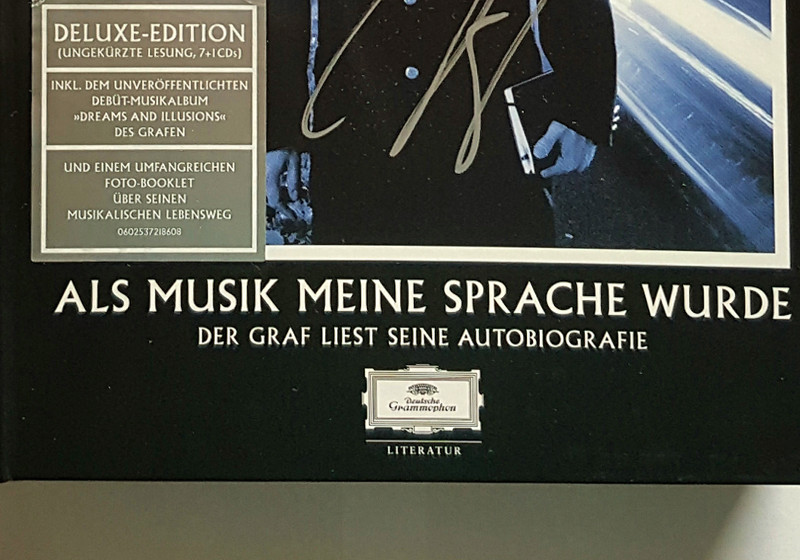 DELUXE-EDITION
(UNGEKÜRZTE LESUNG, 7+1CDs)
INKL. DEM UNVERÖFFENTLICHTEN
DEBÜT-MUSIKALBUM
»DREAMS AND ILLUSIONS«
DES GRAFEN
UND EINEM UMFANGREICHEN
FOTO-BOOKLET
ÜBER SEINEN
MUSIKALISCHEN LEBENSWEG
0602537218608
ALS MUSIK MEINE SPRACHE WURDE
DER GRAF LIEST SEINE AUTOBIOGRAFIE
Deutsche
Grammophon
LITERATUR